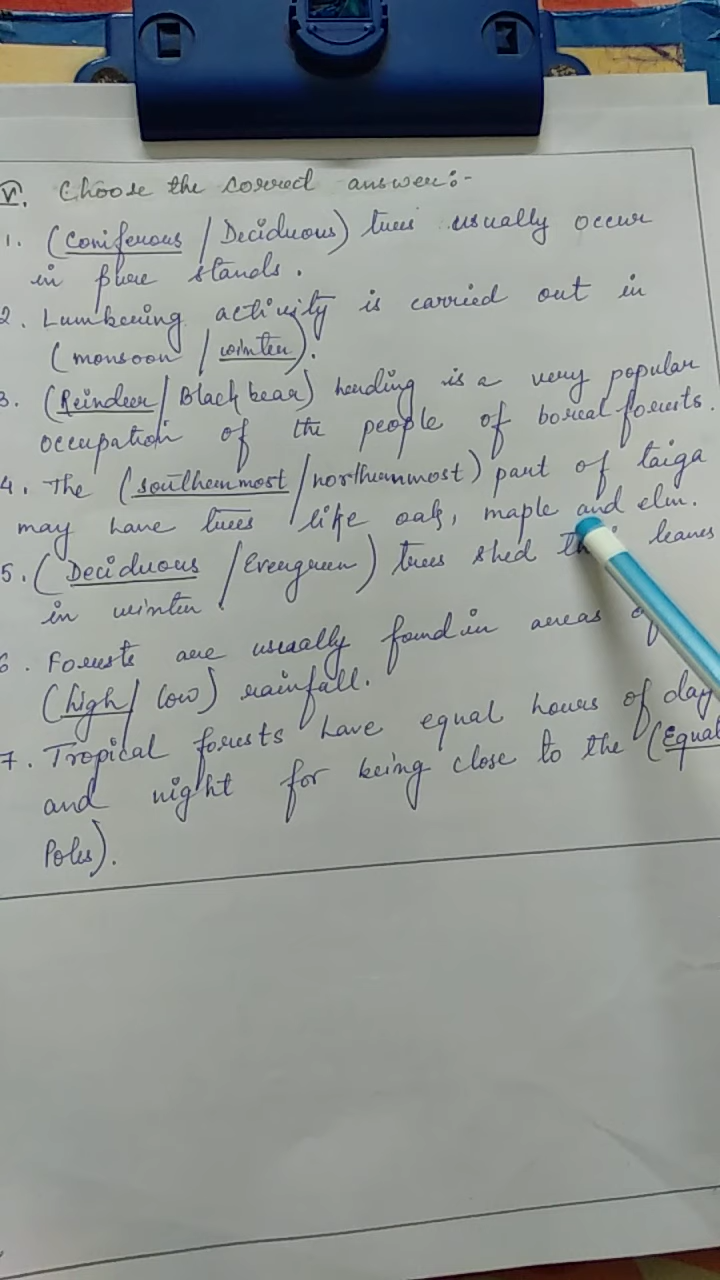 V. Choose the correct answer:-
1. (Coniferous / Deciduous) trees usually occur
in pure stands.
2. Lumbering activity is carried out in
(monsoon / winter).
3. (Reindeer / Black bear) herding is a very popular
occupation of the people of boreal forests.
4. The (southernmost / northernmost) part of taiga
may have trees like oak, maple and elm.
5. (Deciduous / Evergreen) trees shed their leaves
in winter.
6. Forests are usually found in areas of
(high / low) rainfall.
7. Tropical forests have equal hours of day
and night for being close to the (Equat
Poles).